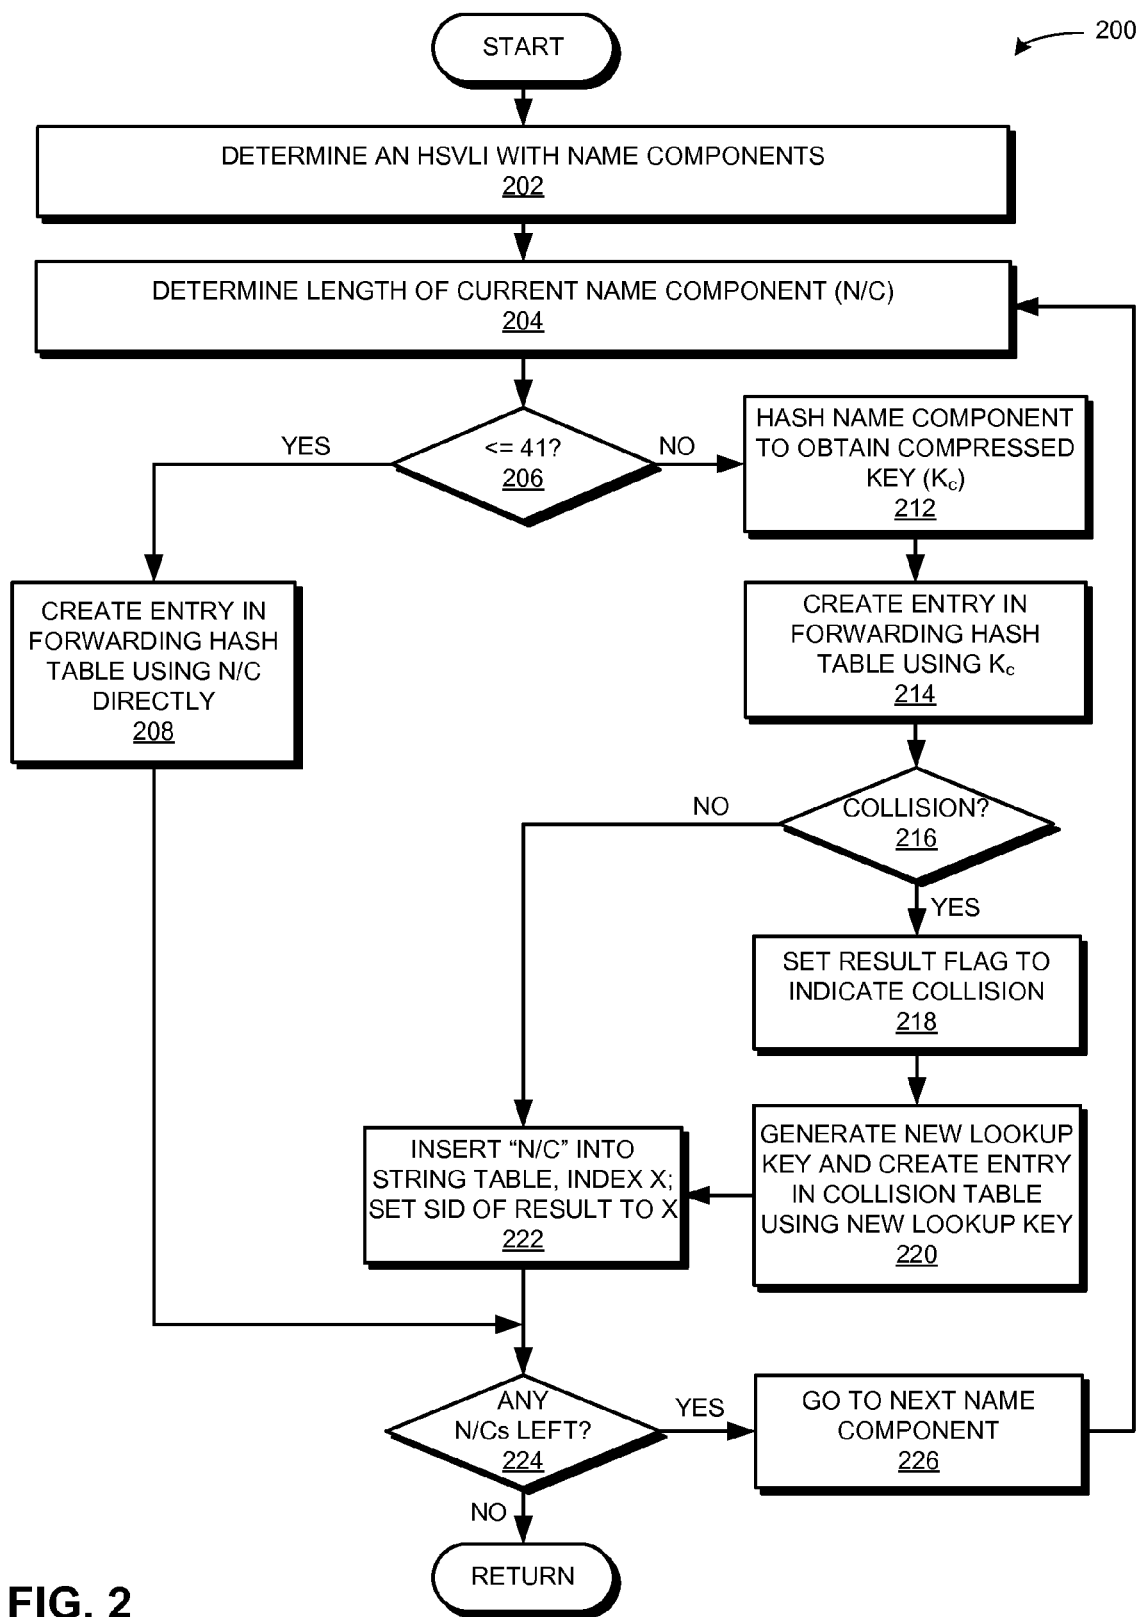 START
200
DETERMINE AN HSVLI WITH NAME COMPONENTS
202
DETERMINE LENGTH OF CURRENT NAME COMPONENT (N/C)
204
<= 41?
206
YES
NO
HASH NAME COMPONENT
TO OBTAIN COMPRESSED
KEY (Kc)
212
CREATE ENTRY IN
FORWARDING HASH
TABLE USING N/C
DIRECTLY
208
CREATE ENTRY IN
FORWARDING HASH
TABLE USING Kc
214
COLLISION?
216
NO
YES
SET RESULT FLAG TO
INDICATE COLLISION
218
GENERATE NEW LOOKUP
KEY AND CREATE ENTRY
IN COLLISION TABLE
USING NEW LOOKUP KEY
220
INSERT “N/C” INTO
STRING TABLE, INDEX X;
SET SID OF RESULT TO X
222
ANY
N/Cs LEFT?
224
YES
GO TO NEXT NAME
COMPONENT
226
NO
RETURN
FIG. 2